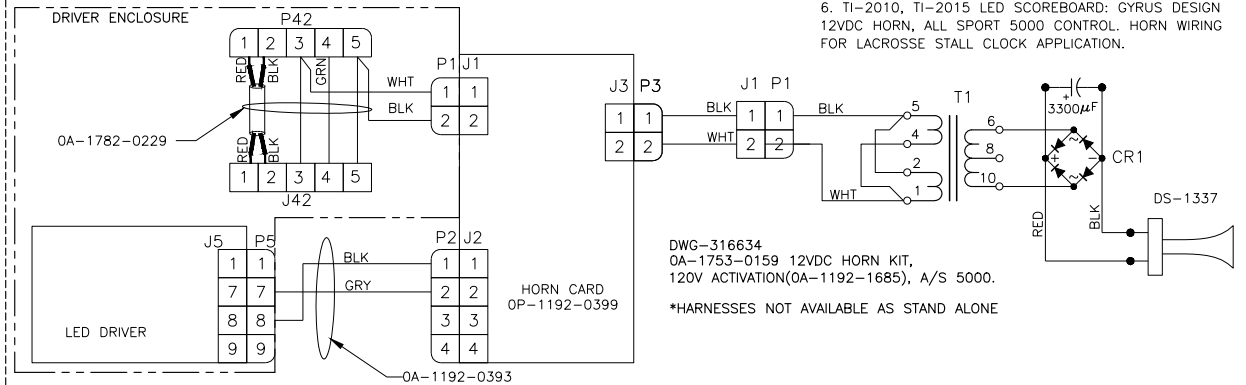 DRIVER ENCLOSURE
P42
1 2 3 4 5
RED
BLK
GRN
WHT
BLK
0A-1782-0229
RED
BLK
1 2 3 4 5
J42
P1 J1
1 1
2 2
6. TI-2010, TI-2015 LED SCOREBOARD: GYRUS DESIGN
12VDC HORN, ALL SPORT 5000 CONTROL. HORN WIRING
FOR LACROSSE STALL CLOCK APPLICATION.
J3 P3
1 1
2 2
BLK
WHT
J1 P1
1 1
2 2
BLK
WHT
5
4
2
1
T1
6
8
10
+
3300µF
~
+
-
~
CR1
RED
BLK
DS-1337
J5 P5
1 1
7 7
8 8
9 9
LED DRIVER
BLK
GRY
0A-1192-0393
P2 J2
1 1
2 2
3 3
4 4
HORN CARD
0P-1192-0399
DWG-316634
0A-1753-0159 12VDC HORN KIT,
120V ACTIVATION(0A-1192-1685), A/S 5000.
*HARNESSES NOT AVAILABLE AS STAND ALONE